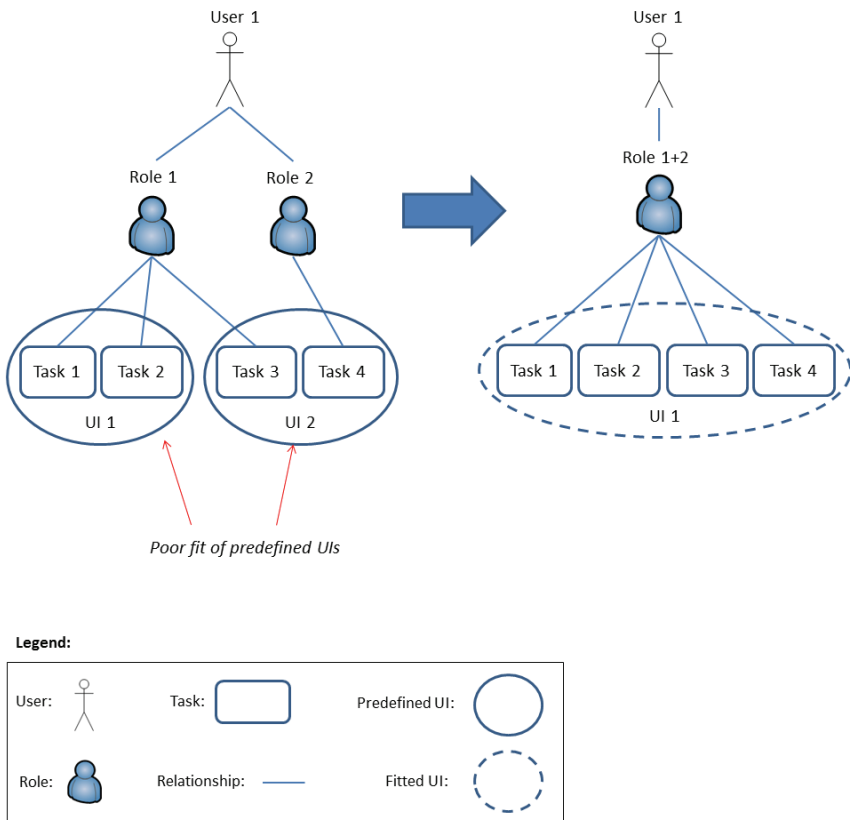 User 1
User 1
Role 1
Role 2
Role 1+2
Task 1
Task 2
Task 3
Task 4
UI 1
UI 2
Task 1
Task 2
Task 3
Task 4
UI 1
Poor fit of predefined UIs
Legend:
User:
Task:
Predefined UI:
Role:
Relationship:
Fitted UI: